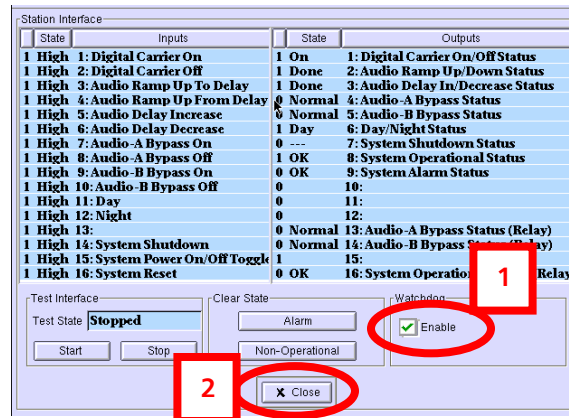 Station Interface
State Inputs State Outputs
1 High 1: Digital Carrier On 1 On 1: Digital Carrier On/Off Status
1 High 2: Digital Carrier Off 1 Done 2: Audio Ramp Up/Down Status
1 High 3: Audio Ramp Up To Delay 1 Done 3: Audio Delay In/Decrease Status
1 High 4: Audio Ramp Up From Delay 0 Normal 4: Audio-A Bypass Status
1 High 5: Audio Delay Increase 0 Normal 5: Audio-B Bypass Status
1 High 6: Audio Delay Decrease 1 Day 6: Day/Night Status
1 High 7: Audio-A Bypass On 0 --- 7: System Shutdown Status
1 High 8: Audio-A Bypass Off 1 OK 8: System Operational Status
1 High 9: Audio-B Bypass On 0 OK 9: System Alarm Status
1 High 10: Audio-B Bypass Off 0 10:
1 High 11: Day 0 11:
1 High 12: Night 0 12:
1 High 13: 0 Normal 13: Audio-A Bypass Status (Relay)
1 High 14: System Shutdown 0 Normal 14: Audio-B Bypass Status (Relay)
1 High 15: System Power On/Off Toggle 1 15:
1 High 16: System Reset 0 OK 16: System Operatio Relay
1
Test Interface Clear State Watchdog
Test State Stopped Alarm Enable
Start Stop Non-Operational
2
X Close